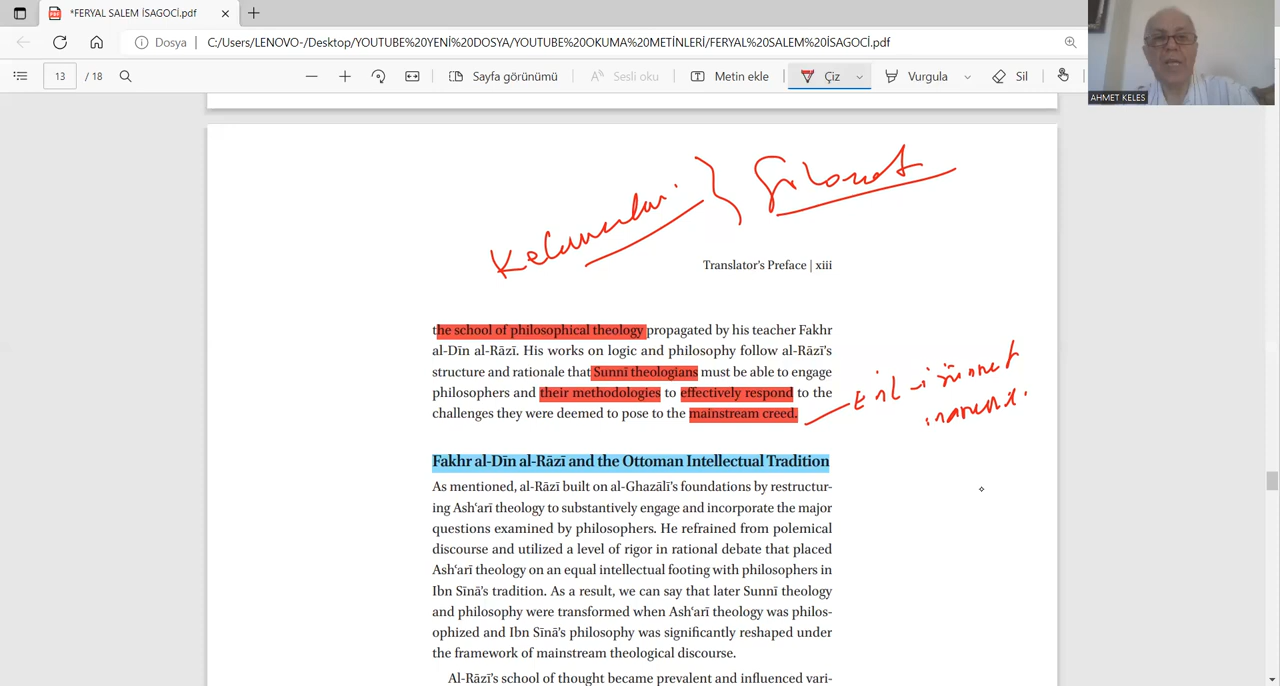 *FERYAL SALEM İSAGOCİ.pdf
Dosya C:/Users/LENOVO-/Desktop/YOUTUBE%20YENİ%20DOSYA/YOUTUBE%20OKUMA%20METİNLERİ/FERYAL%20SALEM%20İSAGOCİ.pdf
13 / 18 Sayfa görünümü Sesli oku Metin ekle Çiz Vurgula Sil
AHMET KELES
Kelamcıları
Translator’s Preface | xiii
the school of philosophical theology propagated by his teacher Fakhr
al-Dīn al-Rāzī. His works on logic and philosophy follow al-Rāzī’s
structure and rationale that Sunnī theologians must be able to engage
philosophers and their methodologies to effectively respond to the
challenges they were deemed to pose to the mainstream creed.
Ehl-i sünnet
Fakhr al-Dīn al-Rāzī and the Ottoman Intellectual Tradition
As mentioned, al-Rāzī built on al-Ghazālī’s foundations by restructur-
ing Ashʿarī theology to substantively engage and incorporate the major
questions examined by philosophers. He refrained from polemical
discourse and utilized a level of rigor in rational debate that placed
Ashʿarī theology on an equal intellectual footing with philosophers in
Ibn Sīnā’s tradition. As a result, we can say that later Sunnī theology
and philosophy were transformed when Ashʿarī theology was philos-
ophized and Ibn Sīnā’s philosophy was significantly reshaped under
the framework of mainstream theological discourse.
Al-Rāzī’s school of thought became prevalent and influenced vari-